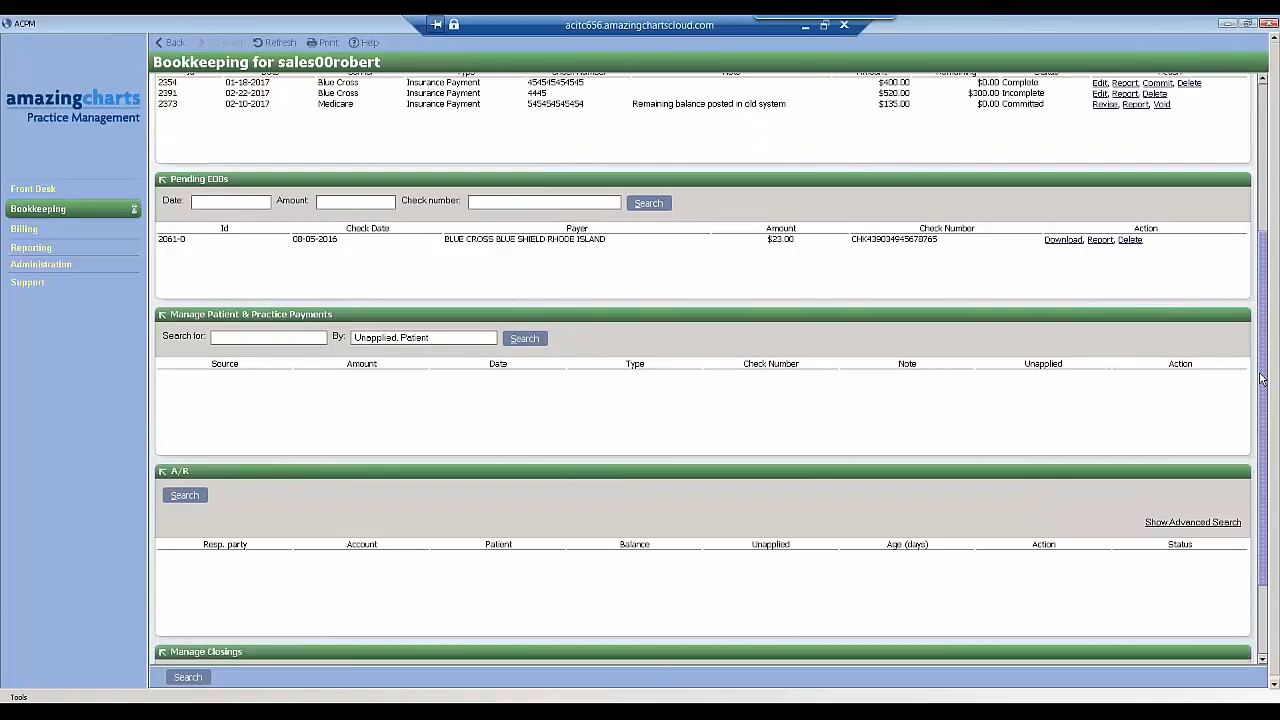 ACPM
acitc656.amazingchartscloud.com
Back
Refresh
Print
Help
Bookkeeping for sales00robert
amazingcharts
Practice Management
Front Desk
Bookkeeping
Billing
Reporting
Administration
Support
2354 01-18-2017 Blue Cross Insurance Payment 454545454545 $400.00 $0.00 Complete Edit, Report, Commit, Delete
2391 02-22-2017 Blue Cross Insurance Payment 4445 $520.00 $300.00 Incomplete Edit, Report, Delete
2373 02-10-2017 Medicare Insurance Payment 545454545454 Remaining balance posted in old system $135.00 $0.00 Committed Revise, Report, Void
Pending EOBs
Date: Amount: Check number: Search
Id Check Date Payer Amount Check Number Action
2061-0 08-05-2016 BLUE CROSS BLUE SHIELD RHODE ISLAND $23.00 CHK439034945678765 Download, Report, Delete
Manage Patient & Practice Payments
Search for: By: Unapplied, Patient Search
Source Amount Date Type Check Number Note Unapplied Action
A/R
Search
Show Advanced Search
Resp. party Account Patient Balance Unapplied Age (days) Action Status
Manage Closings
Search
Tools